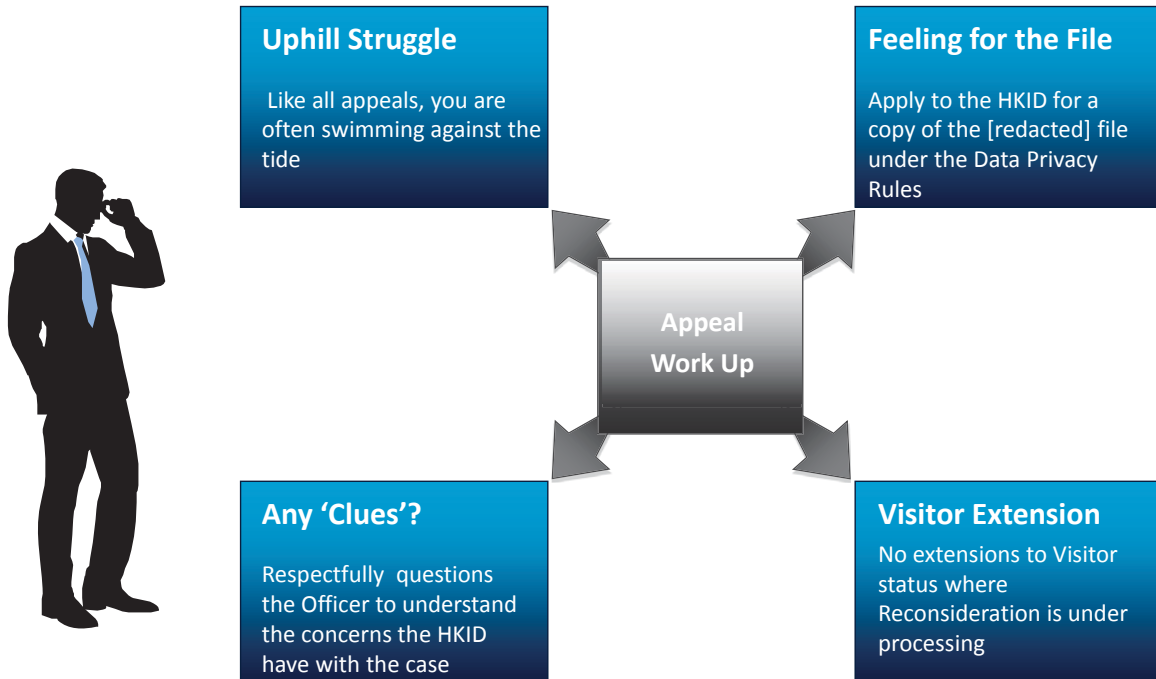 Uphill Struggle
Like all appeals, you are
often swimming against the
tide
Feeling for the File
Apply to the HKID for a
copy of the [redacted] file
under the Data Privacy
Rules
Appeal
Work Up
Any ‘Clues’?
Respectfully questions
the Officer to understand
the concerns the HKID
have with the case
Visitor Extension
No extensions to Visitor
status where
Reconsideration is under
processing